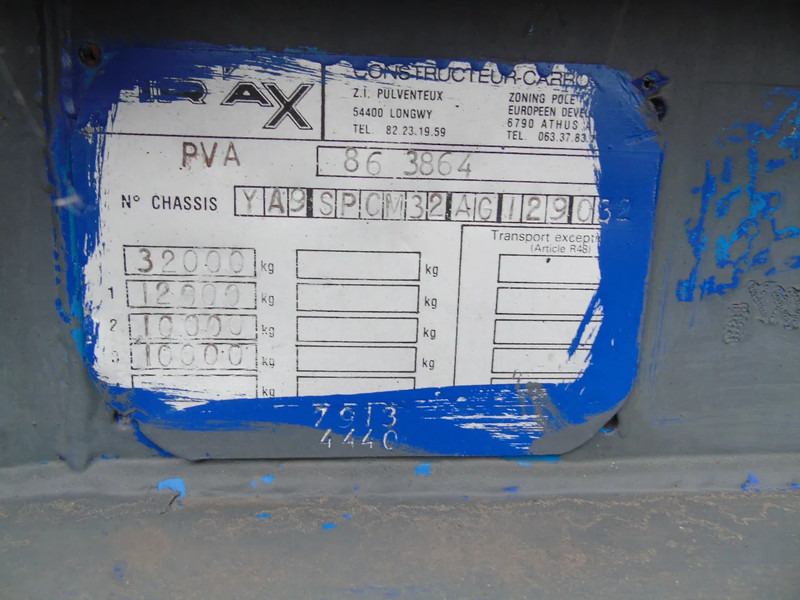 CONSTRUCTEUR-CARRO
Z.I. PULVENTEUX
54400 LONGWY
TEL. 82.23.19.59
ZONING POLE
EUROPEEN DEVEL
6790 ATHUS
TEL. 063.37.83
PVA 86 3864
N° CHASSIS YA9SPCM32AG129032
Transport except
(Article R48)
32000 kg kg
1 12000 kg kg
2 10000 kg kg
3 10000 kg kg
kg
7913
4440